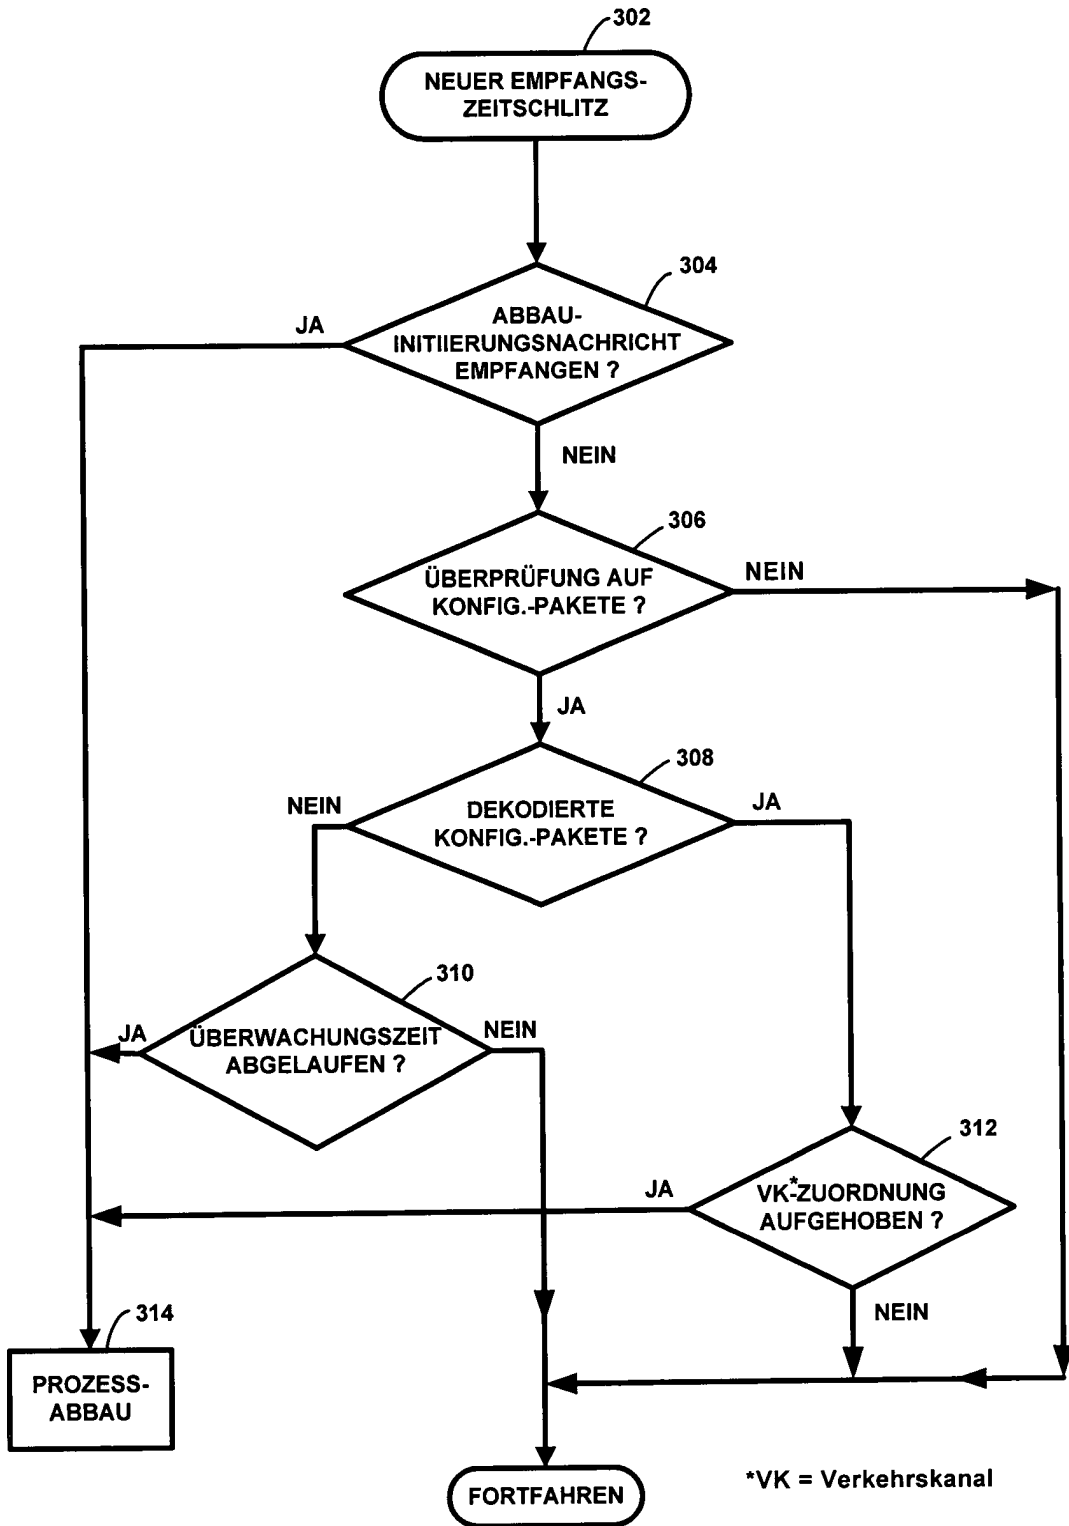 302
NEUER EMPFANGS-
ZEITSCHLITZ
304
JA
ABBAU-
INITIIERUNGSNACHRICHT
EMPFANGEN ?
NEIN
306
ÜBERPRÜFUNG AUF
KONFIG.-PAKETE ?
NEIN
JA
308
NEIN
DEKODIERTE
KONFIG.-PAKETE ?
JA
310
JA
ÜBERWACHUNGSZEIT
ABGELAUFEN ?
NEIN
312
JA
VK*-ZUORDNUNG
AUFGEHOBEN ?
NEIN
314
PROZESS-
ABBAU
FORTFAHREN
*VK = Verkehrskanal